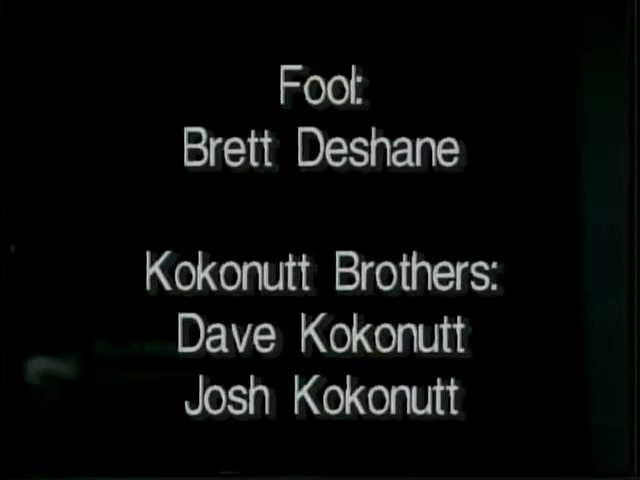 Fool:
Brett Deshane
Kokonutt Brothers:
Dave Kokonutt
Josh Kokonutt